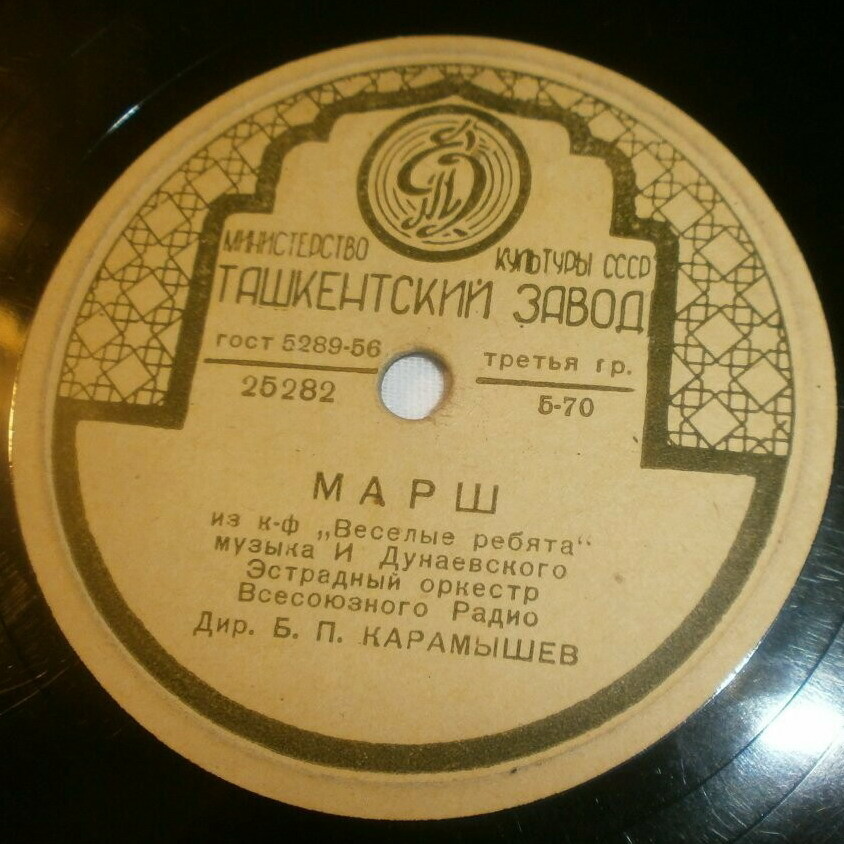 МИНИСТЕРСТВО КУЛЬТУРЫ СССР
ТАШКЕНТСКИЙ ЗАВОД
гост 5289-56 третья гр.
25282 Б-70
МАРШ
из к-ф „Веселые ребята“
музыка И Дунаевского
Эстрадный оркестр
Всесоюзного Радио
Дир. Б. П. КАРАМЫШЕВ